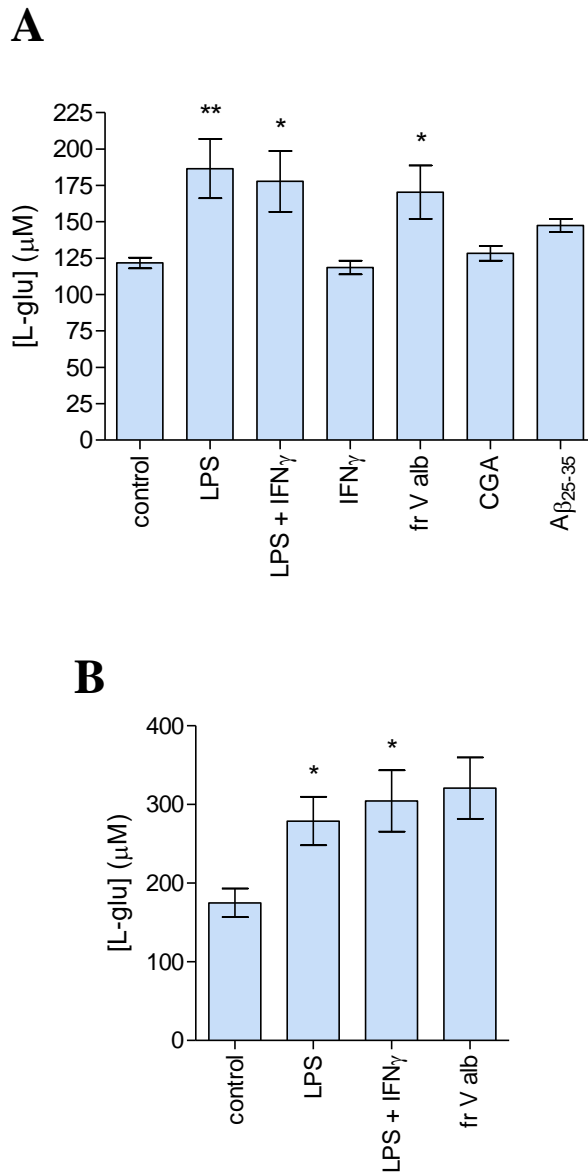 A
[L-glu] (μM)
225
200
175
150
125
100
75
50
25
0
** * *
control
LPS
LPS + IFNγ
IFNγ
fr V alb
CGA
Aβ25-35
B
[L-glu] (μM)
400
300
200
100
0
* *
control
LPS
LPS + IFNγ
fr V alb